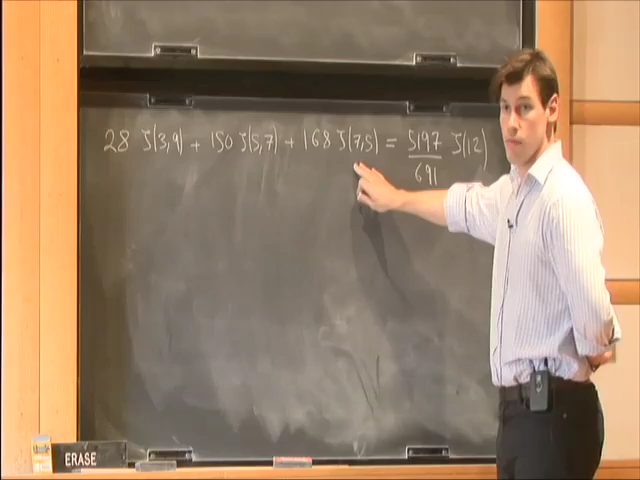 28 ζ(3,9) + 150 ζ(5,7) + 168 ζ(7,5) = 5197/691 ζ(12)
ERASE